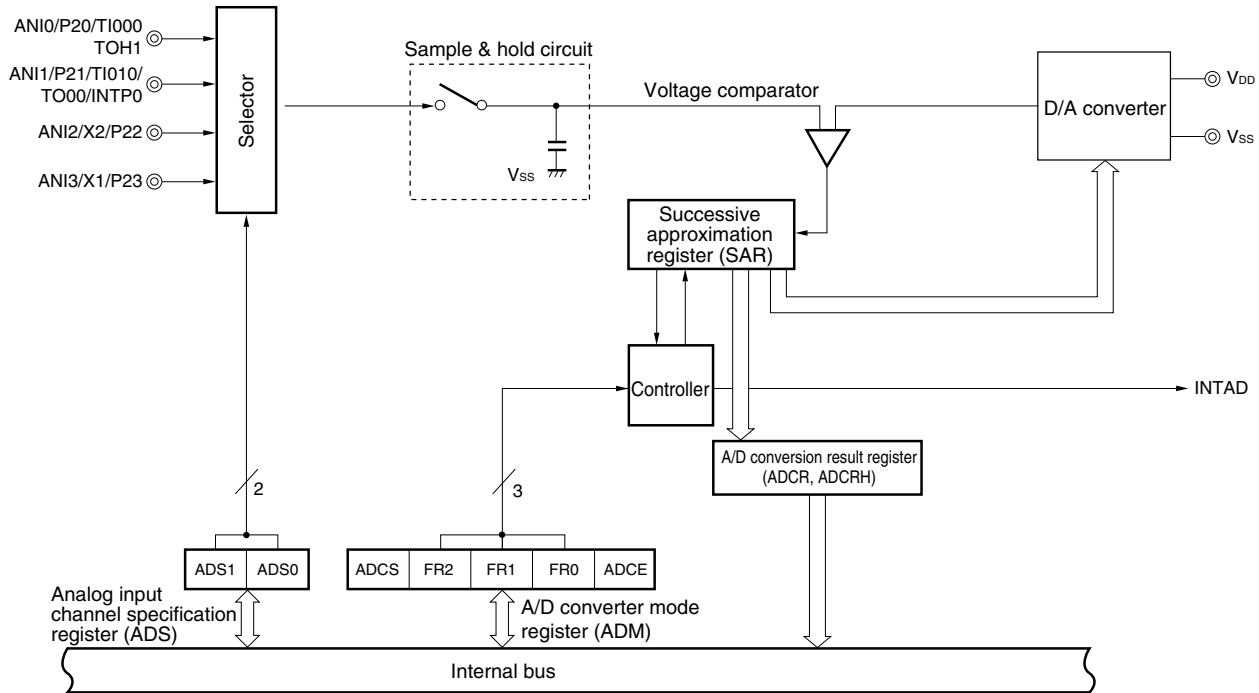 ANI0/P20/TI000
TOH1
ANI1/P21/TI010/
TO00/INTP0
ANI2/X2/P22
ANI3/X1/P23
Selector
Sample & hold circuit
VSS
Voltage comparator
D/A converter
VDD
VSS
Successive
approximation
register (SAR)
Controller
INTAD
A/D conversion result register
(ADCR, ADCRH)
2
3
ADS1 ADS0
ADCS FR2 FR1 FR0 ADCE
Analog input
channel specification
register (ADS)
A/D converter mode
register (ADM)
Internal bus